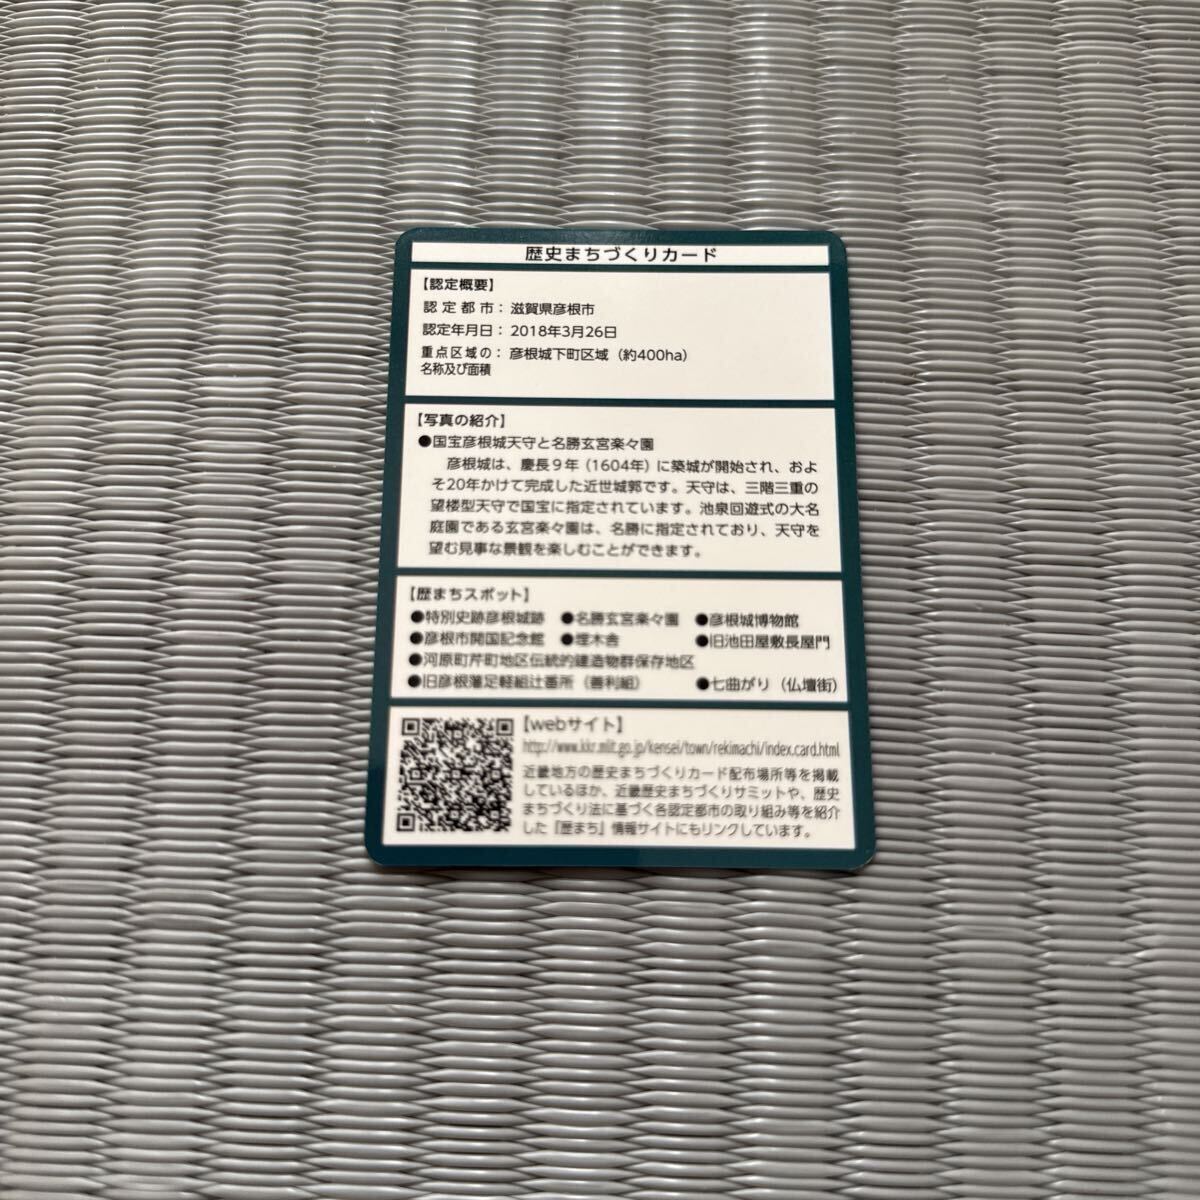 歴史まちづくりカード
【認定概要】
認定都市：滋賀県彦根市
認定年月日：2018年3月26日
重点区域の：彦根城下町区域（約400ha）
名称及び面積
【写真の紹介】
●国宝彦根城天守と名勝玄宮楽々園
彦根城は、慶長９年（1604年）に築城が開始され、およ
そ20年かけて完成した近世城郭です。天守は、三階三重の
望楼型天守で国宝に指定されています。池泉回遊式の大名
庭園である玄宮楽々園は、名勝に指定されており、天守を
望む見事な景観を楽しむことができます。
【歴まちスポット】
●特別史跡彦根城跡 ●名勝玄宮楽々園 ●彦根城博物館
●彦根市開国記念館 ●埋木舎 ●旧池田屋敷長屋門
●河原町芹町地区伝統的建造物群保存地区
●旧彦根藩足軽組辻番所（善利組） ●七曲がり（仏壇街）
【webサイト】
http://www.kkr.mlit.go.jp/kensei/town/rekimachi/index.card.html
近畿地方の歴史まちづくりカード配布場所等を掲載
しているほか、近畿歴史まちづくりサミットや、歴史
まちづくり法に基づく各認定都市の取り組み等を紹介
した『歴まち』情報サイトにもリンクしています。